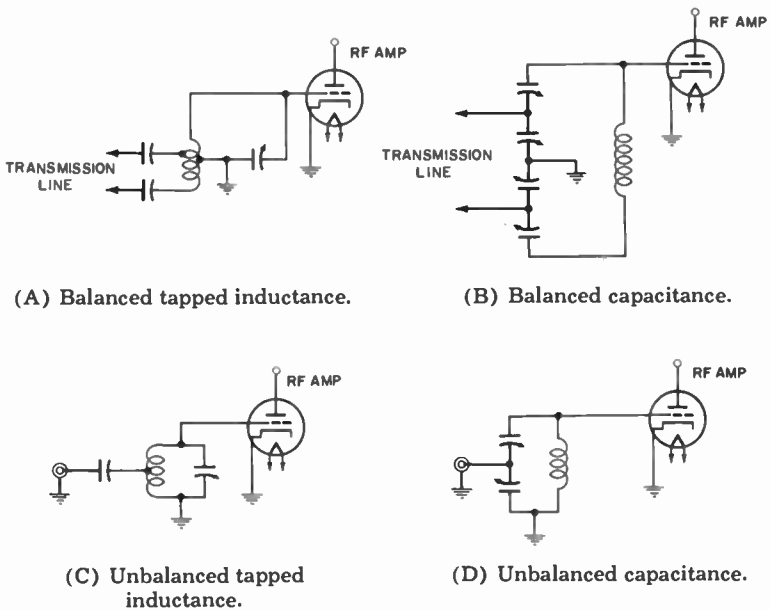 RF AMP
TRANSMISSION
LINE
(A) Balanced tapped inductance.
RF AMP
TRANSMISSION
LINE
(B) Balanced capacitance.
RF AMP
(C) Unbalanced tapped
inductance.
RF AMP
(D) Unbalanced capacitance.